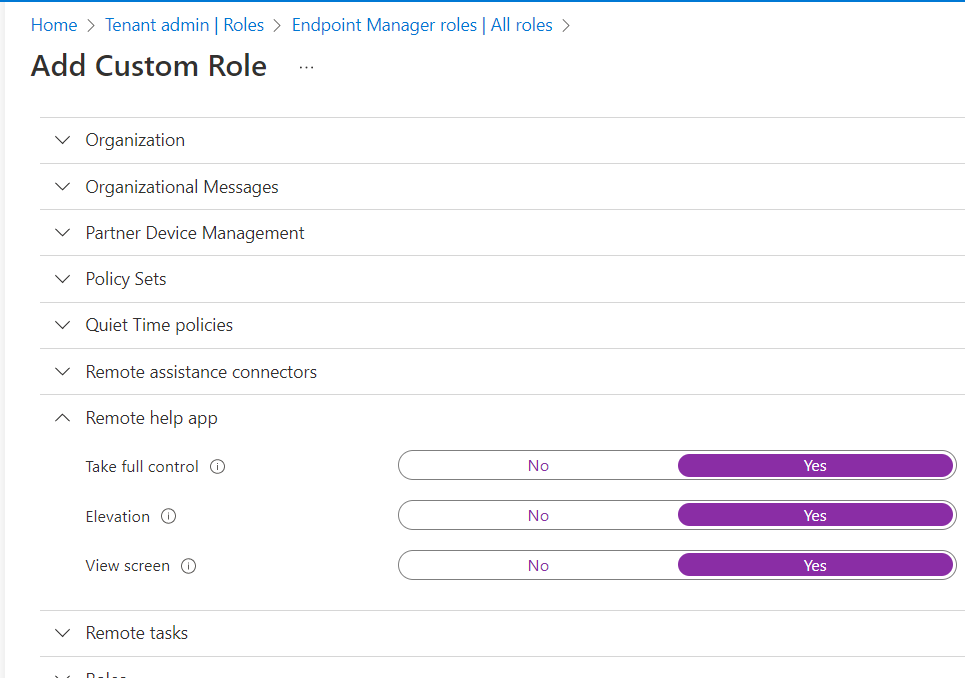 Home > Tenant admin | Roles > Endpoint Manager roles | All roles >
Add Custom Role ...
Organization
Organizational Messages
Partner Device Management
Policy Sets
Quiet Time policies
Remote assistance connectors
Remote help app
Take full control No Yes
Elevation No Yes
View screen No Yes
Remote tasks
Roles